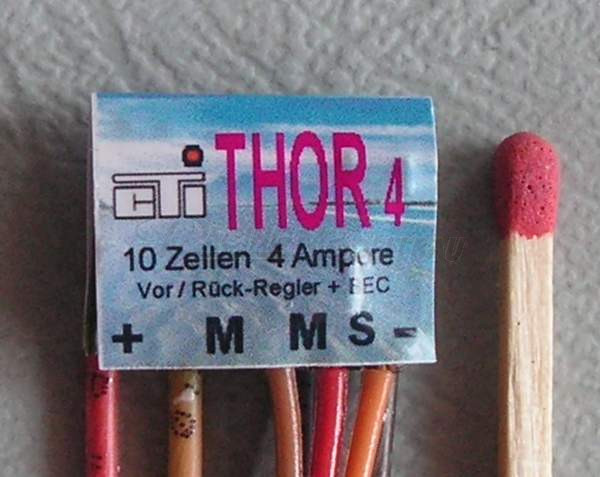 CTi THOR 4
10 Zellen 4 Ampere
Vor / Rück-Regler + BEC
+ M M S -